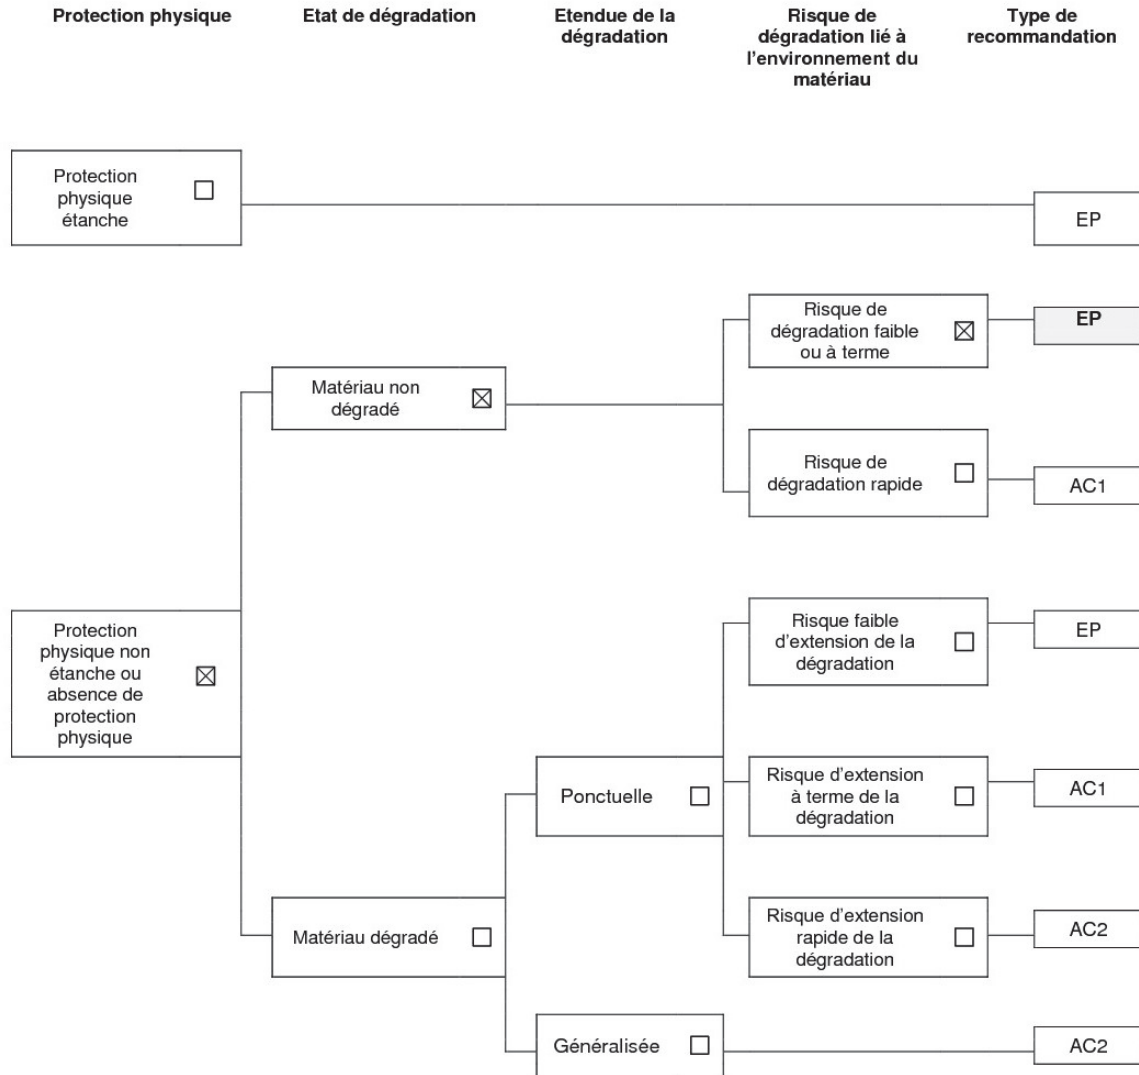 Protection physique
Etat de dégradation
Etendue de la
dégradation
Risque de
dégradation lié à
l'environnement du
matériau
Type de
recommandation
Protection
physique
étanche
EP
Risque de
dégradation faible
ou à terme
EP
Matériau non
dégradé
Risque de
dégradation rapide
AC1
Protection
physique non
étanche ou
absence de
protection
physique
Risque faible
d'extension de la
dégradation
EP
Ponctuelle
Risque d'extension
à terme de la
dégradation
AC1
Matériau dégradé
Risque d'extension
rapide de la
dégradation
AC2
Généralisée
AC2